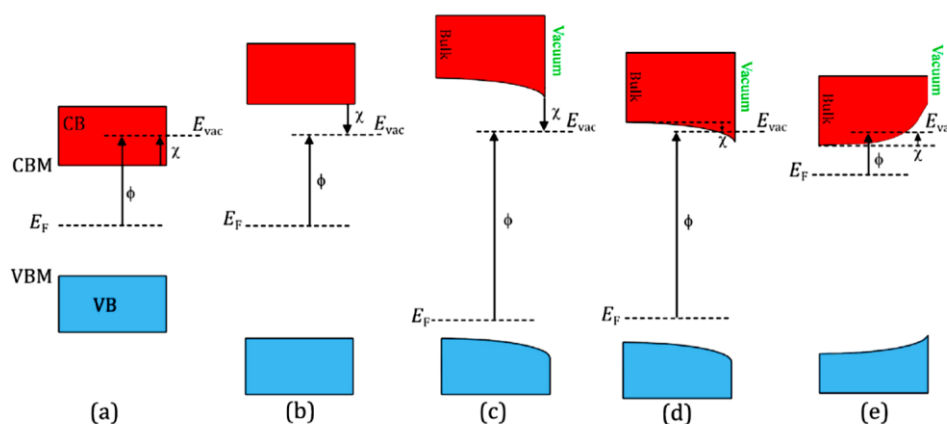 CB
E_vac
χ
CBM
ϕ
E_F
VBM
VB
(a)
χ
E_vac
ϕ
E_F
(b)
Bulk
Vacuum
χ
E_vac
ϕ
E_F
(c)
Bulk
Vacuum
χ
E_vac
ϕ
E_F
(d)
Vacuum
Bulk
E_vac
χ
ϕ
E_F
(e)